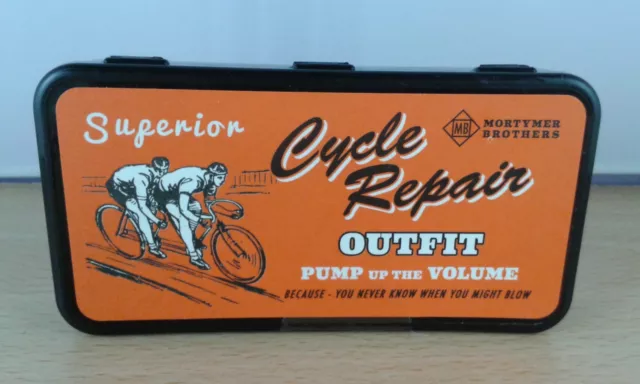 Superior
Cycle
Repair
MB
MORTYMER
BROTHERS
OUTFIT
PUMP UP THE VOLUME
BECAUSE - YOU NEVER KNOW WHEN YOU MIGHT BLOW